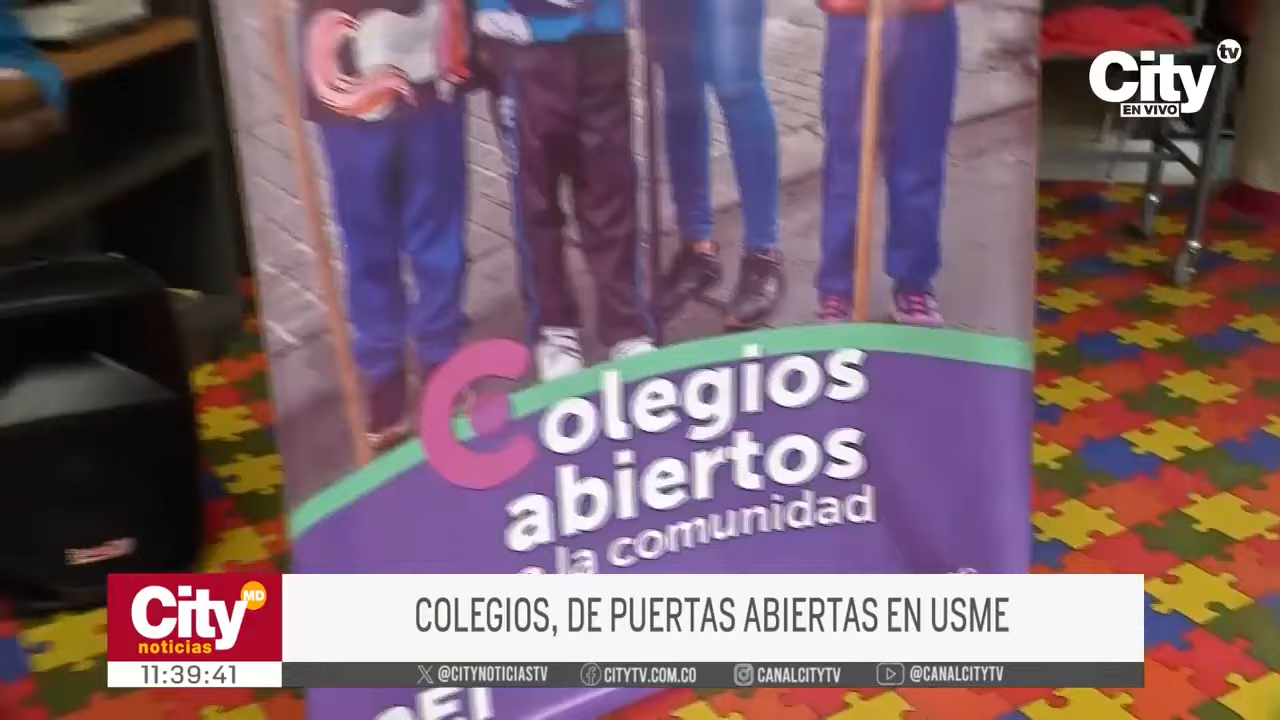 City tv
EN VIVO
Colegios
abiertos
a la comunidad
City MD
noticias
COLEGIOS, DE PUERTAS ABIERTAS EN USME
11:39:41
@CITYNOTICIASTV
CITYTV.COM.CO
CANALCITYTV
@CANALCITYTV